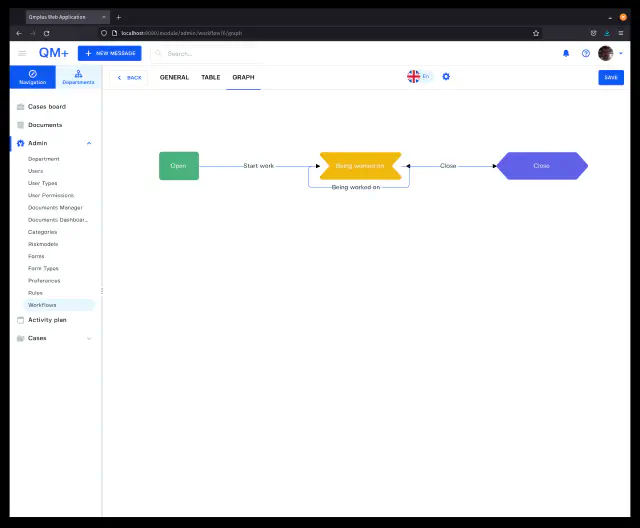 Qmplus Web Application
localhost:8080/module/admin/workflow/6/graph
QM+
+ NEW MESSAGE
Search...
Navigation
Departments
BACK
GENERAL
TABLE
GRAPH
En
SAVE
Cases board
Documents
Admin
Department
Users
User Types
User Permissions
Documents Manager
Documents Dashboar...
Categories
Riskmodels
Forms
Form Types
Preferences
Rules
Workflows
Activity plan
Cases
Open
Start work
Being worked on
Close
Close
Being worked on